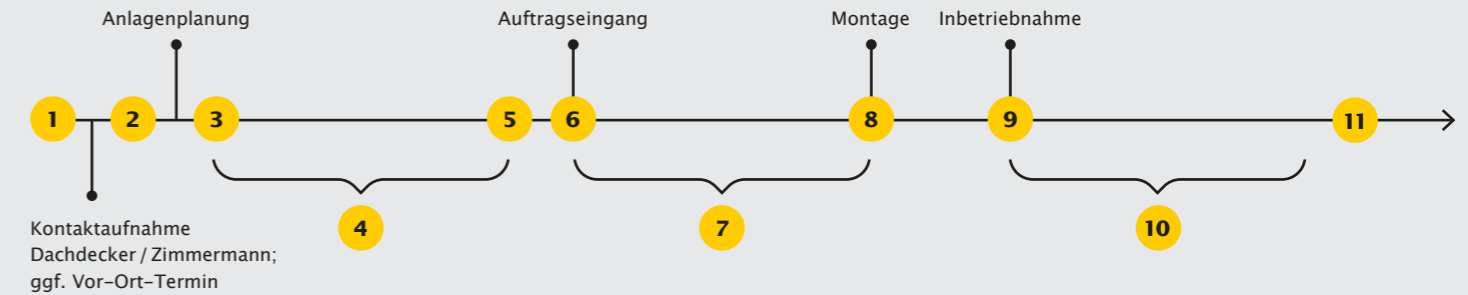 Anlagenplanung
Auftragseingang
Montage
Inbetriebnahme
1
2
3
5
6
8
9
11
4
7
10
Kontaktaufnahme
Dachdecker / Zimmermann;
ggf. Vor-Ort-Termin